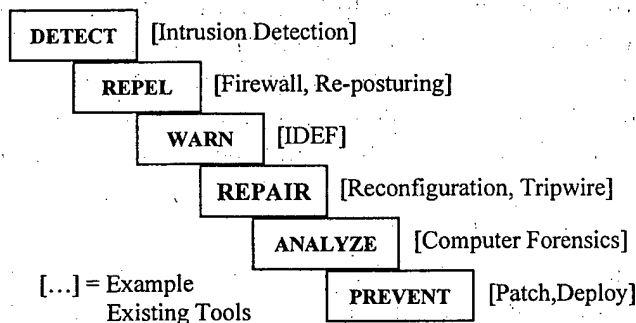 DETECT [Intrusion Detection]
REPEL [Firewall, Re-posturing]
WARN [IDEF]
REPAIR [Reconfiguration, Tripwire]
ANALYZE [Computer Forensics]
[...] = Example
Existing Tools
PREVENT [Patch,Deploy]